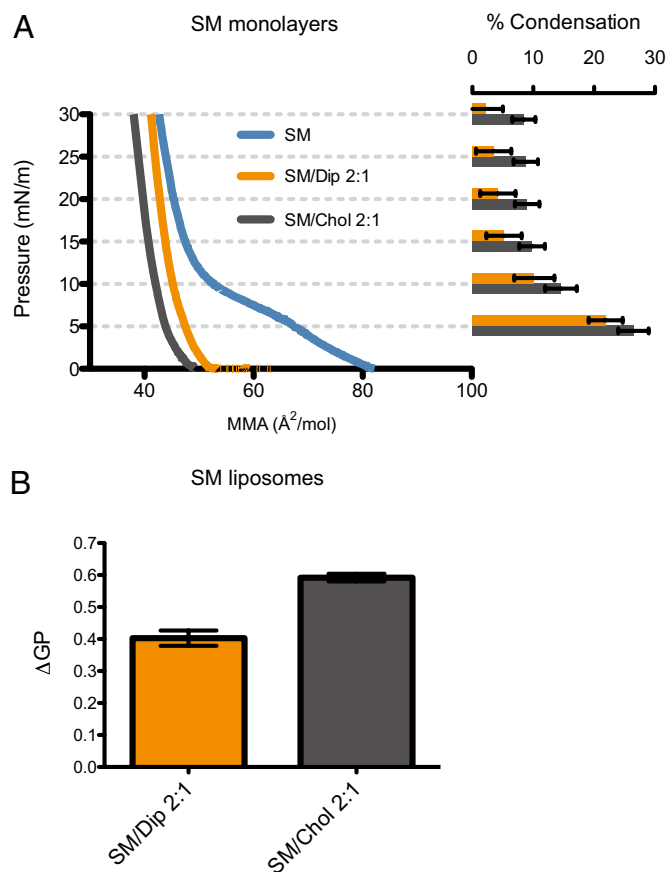 A
SM monolayers
% Condensation
0 10 20 30
30
25
20
15
10
5
0
Pressure (mN/m)
SM
SM/Dip 2:1
SM/Chol 2:1
40 60 80 100
MMA (Å²/mol)
B
SM liposomes
0.7
0.6
0.5
0.4
0.3
0.2
0.1
0.0
ΔGP
SM/Dip 2:1
SM/Chol 2:1